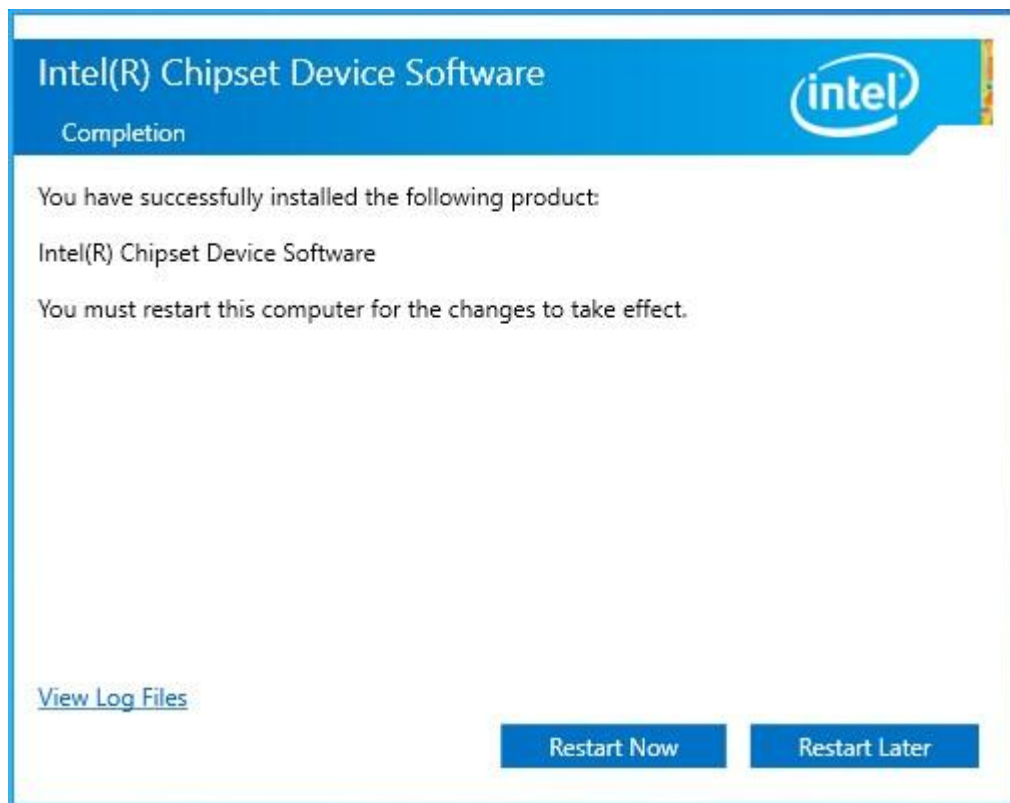 Intel(R) Chipset Device Software
intel
Completion
You have successfully installed the following product:
Intel(R) Chipset Device Software
You must restart this computer for the changes to take effect.
View Log Files
Restart Now
Restart Later